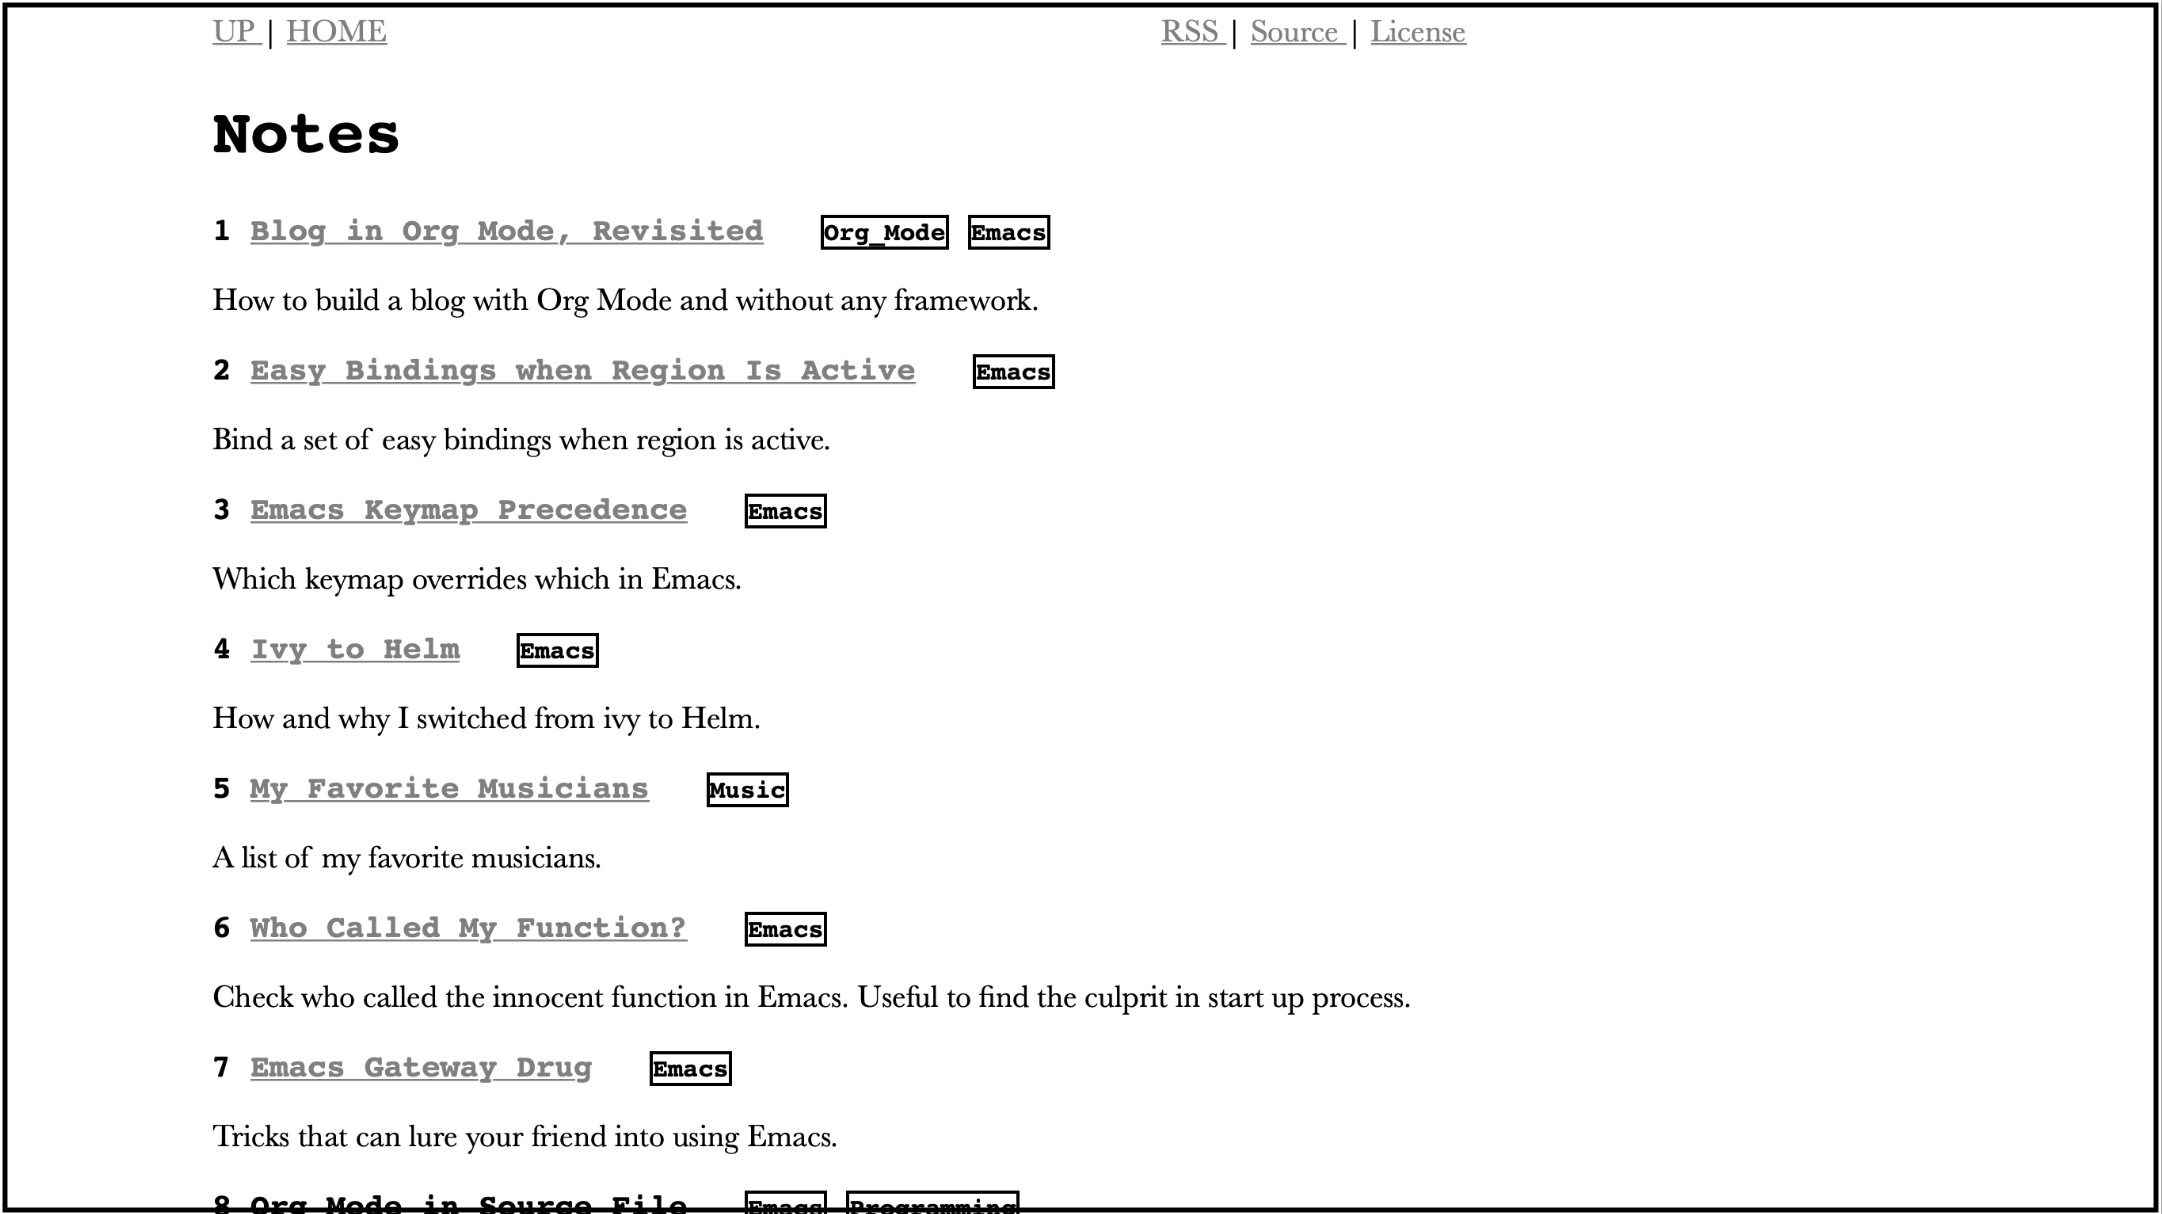 UP | HOME RSS | Source | License
Notes
1 Blog in Org Mode, Revisited Org_Mode Emacs
How to build a blog with Org Mode and without any framework.
2 Easy Bindings when Region Is Active Emacs
Bind a set of easy bindings when region is active.
3 Emacs Keymap Precedence Emacs
Which keymap overrides which in Emacs.
4 Ivy to Helm Emacs
How and why I switched from ivy to Helm.
5 My Favorite Musicians Music
A list of my favorite musicians.
6 Who Called My Function? Emacs
Check who called the innocent function in Emacs. Useful to find the culprit in start up process.
7 Emacs Gateway Drug Emacs
Tricks that can lure your friend into using Emacs.
8 Org Mode in Source File Emacs Programming